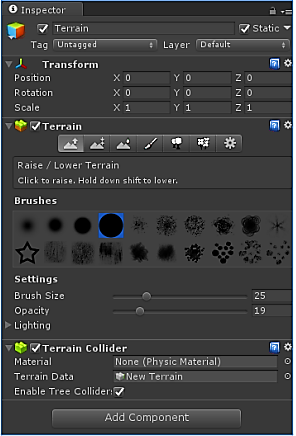 Inspector
Terrain Static
Tag Untagged Layer Default
Transform
Position X 0 Y 0 Z 0
Rotation X 0 Y 0 Z 0
Scale X 1 Y 1 Z 1
Terrain
Raise / Lower Terrain
Click to raise. Hold down shift to lower.
Brushes
Settings
Brush Size 25
Opacity 19
Lighting
Terrain Collider
Material None (Physic Material)
Terrain Data New Terrain
Enable Tree Colliders
Add Component